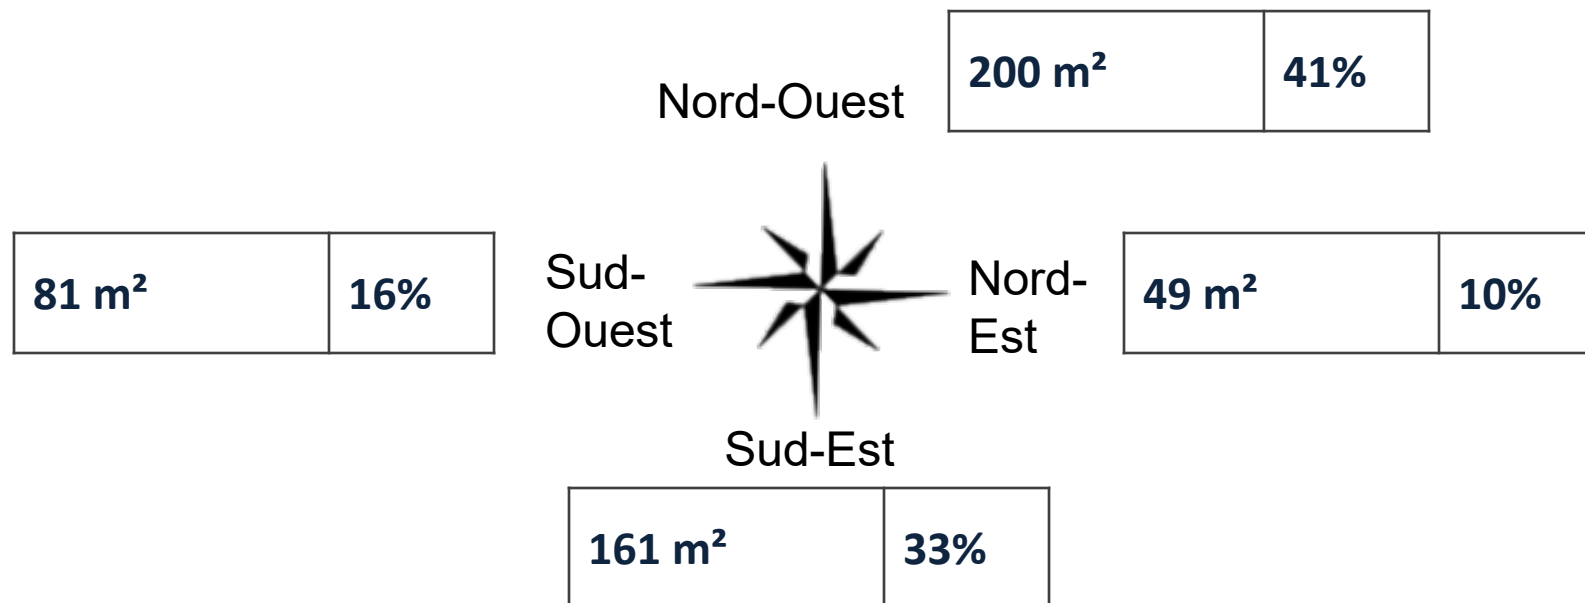 200 m² 41%
Nord-Ouest
81 m² 16%
Sud-
Ouest
Nord-
Est
49 m² 10%
Sud-Est
161 m² 33%